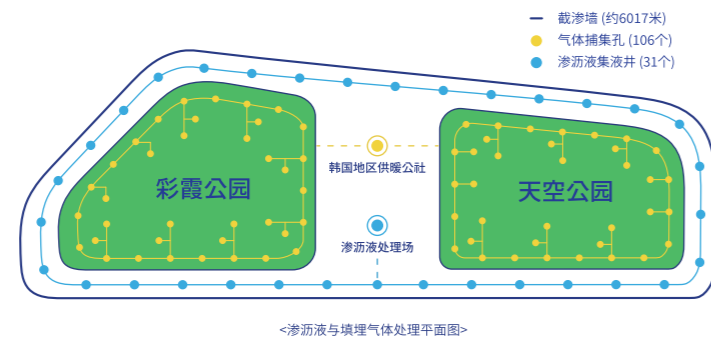 截渗墙 (约6017米)
气体捕集孔 (106个)
渗沥液集液井 (31个)
韩国地区供暖公社
彩霞公园
天空公园
渗沥液处理场
<渗沥液与填埋气体处理平面图>